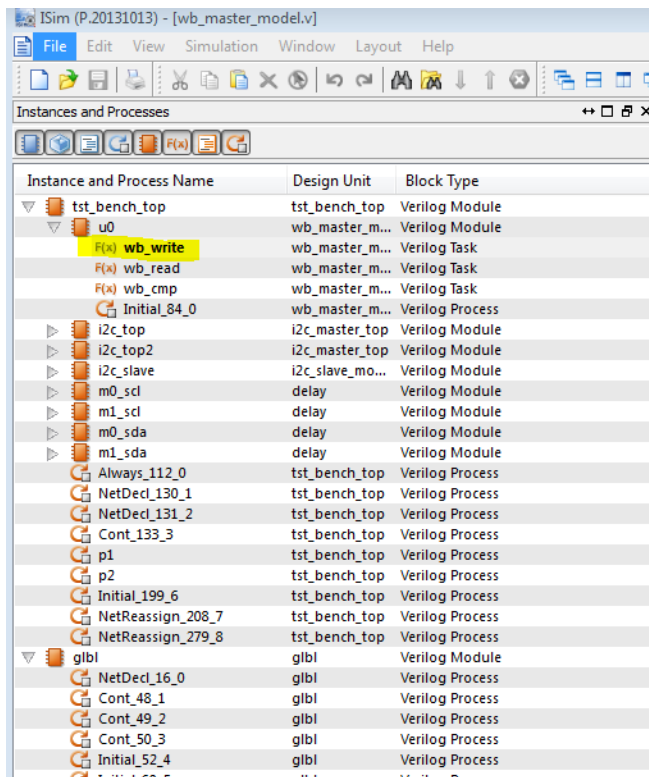 ISim (P.20131013) - [wb_master_model.v]
File Edit View Simulation Window Layout Help
Instances and Processes
F(x)
Instance and Process Name Design Unit Block Type
tst_bench_top tst_bench_top Verilog Module
u0 wb_master_m... Verilog Module
F(x) wb_write wb_master_m... Verilog Task
F(x) wb_read wb_master_m... Verilog Task
F(x) wb_cmp wb_master_m... Verilog Task
Initial_84_0 wb_master_m... Verilog Process
i2c_top i2c_master_top Verilog Module
i2c_top2 i2c_master_top Verilog Module
i2c_slave i2c_slave_mo... Verilog Module
m0_scl delay Verilog Module
m1_scl delay Verilog Module
m0_sda delay Verilog Module
m1_sda delay Verilog Module
Always_112_0 tst_bench_top Verilog Process
NetDecl_130_1 tst_bench_top Verilog Process
NetDecl_131_2 tst_bench_top Verilog Process
Cont_133_3 tst_bench_top Verilog Process
p1 tst_bench_top Verilog Process
p2 tst_bench_top Verilog Process
Initial_199_6 tst_bench_top Verilog Process
NetReassign_208_7 tst_bench_top Verilog Process
NetReassign_279_8 tst_bench_top Verilog Process
glbl glbl Verilog Module
NetDecl_16_0 glbl Verilog Process
Cont_48_1 glbl Verilog Process
Cont_49_2 glbl Verilog Process
Cont_50_3 glbl Verilog Process
Initial_52_4 glbl Verilog Process